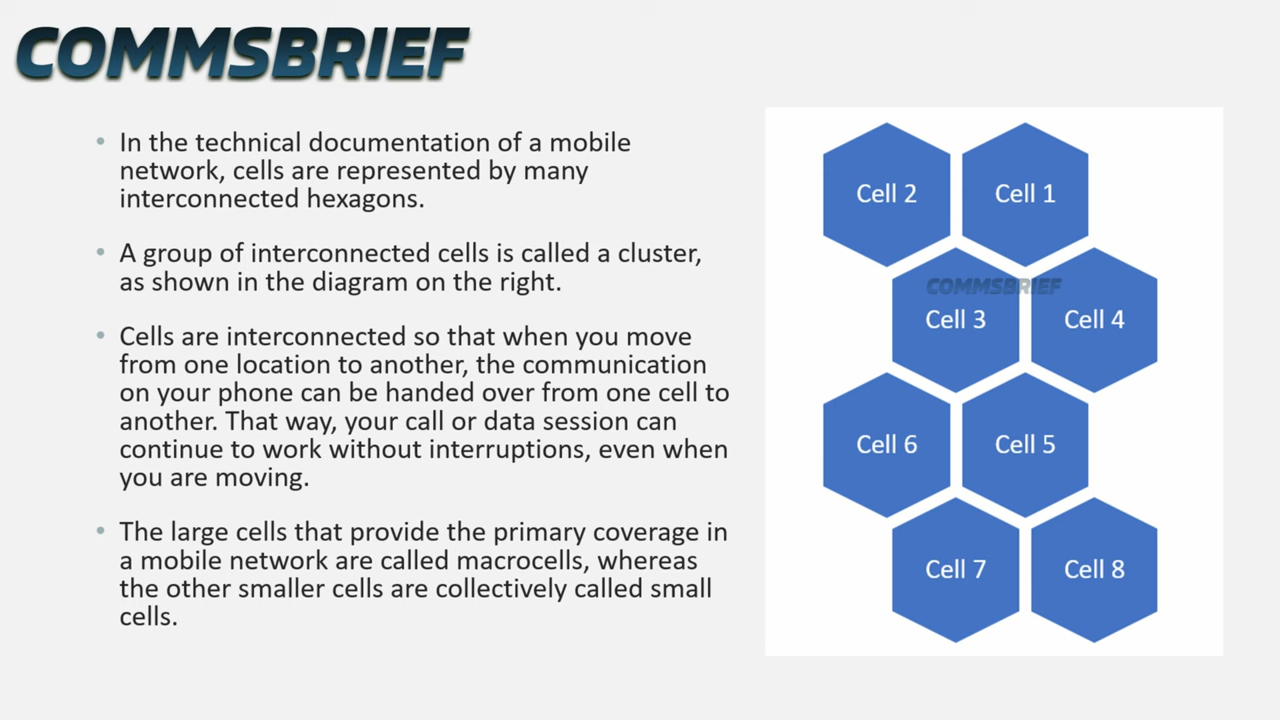 COMMSBRIEF
• In the technical documentation of a mobile
network, cells are represented by many
interconnected hexagons.
• A group of interconnected cells is called a cluster,
as shown in the diagram on the right.
• Cells are interconnected so that when you move
from one location to another, the communication
on your phone can be handed over from one cell to
another. That way, your call or data session can
continue to work without interruptions, even when
you are moving.
• The large cells that provide the primary coverage in
a mobile network are called macrocells, whereas
the other smaller cells are collectively called small
cells.
Cell 2
Cell 1
COMMSBRIEF
Cell 3
Cell 4
Cell 6
Cell 5
Cell 7
Cell 8